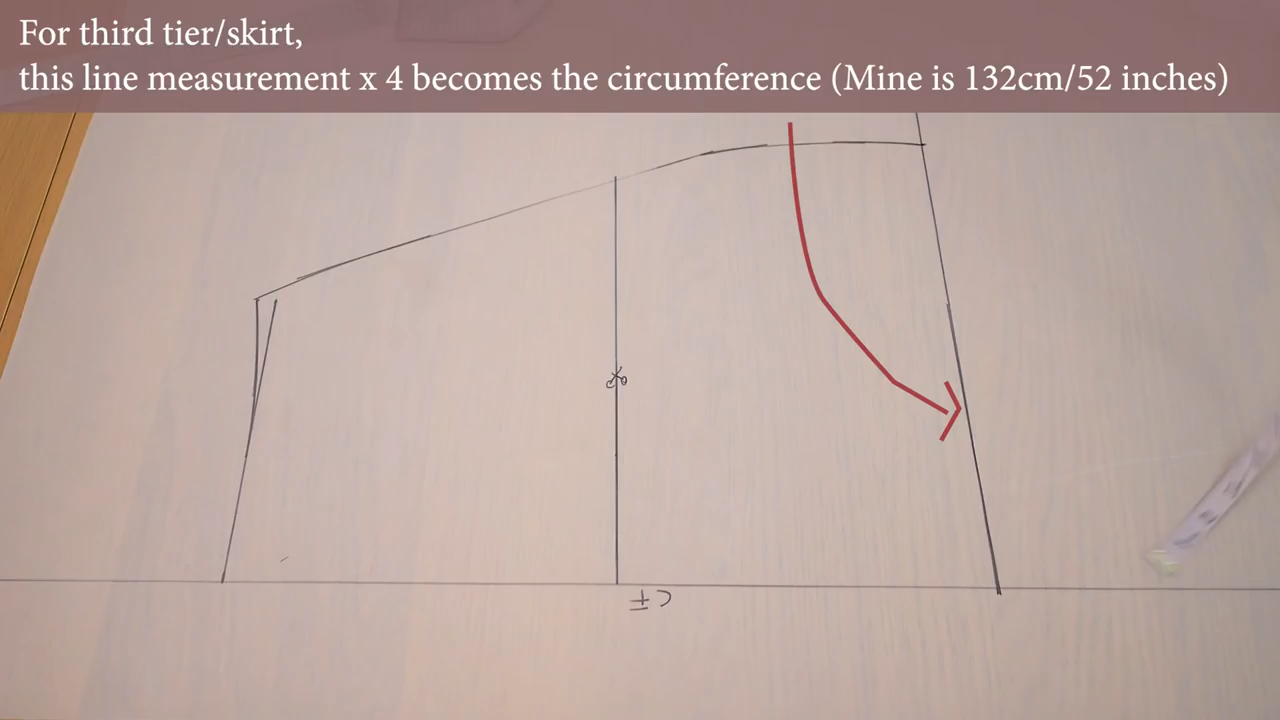 For third tier/skirt,
this line measurement x 4 becomes the circumference (Mine is 132cm/52 inches)